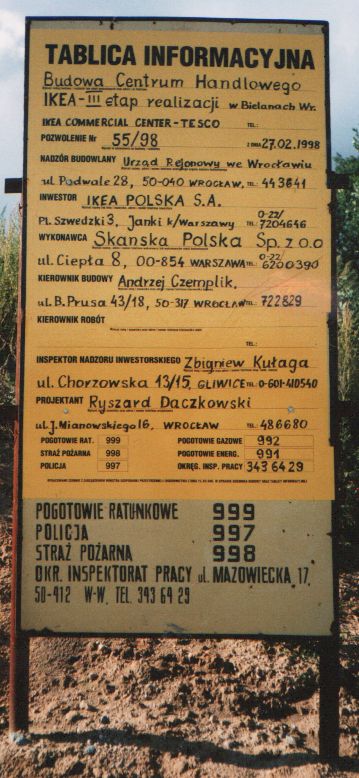 TABLICA INFORMACYJNA
Budowa Centrum Handlowego
IKEA-III etap realizacji w Bielanach Wr.
IKEA COMMERCIAL CENTER-TESCO TEL:
POZWOLENIE Nr 55/98 Z DNIA 27.02.1998
NADZÓR BUDOWLANY Urząd Rejonowy we Wrocławiu
ul. Podwale 28, 50-040 WROCŁAW, TEL: 443641
INWESTOR IKEA POLSKA S.A.
Pl. Szwedzki 3, Janki k/Warszawy TEL: 0-22/ 7204646
WYKONAWCA Skanska Polska Sp. z o.o
ul. Ciepła 8, 00-854 WARSZAWA TEL: 0-22/ 6200390
KIEROWNIK BUDOWY Andrzej Czemplik,
ul. B. Prusa 43/18, 50-317 WROCŁAW TEL: 722829
KIEROWNIK ROBÓT
TEL:
INSPEKTOR NADZORU INWESTORSKIEGO Zbigniew Kułaga
ul. Chorzowska 13/15, GLIWICE TEL: 0-601-410540
PROJEKTANT Ryszard Daczkowski
ul. J. Mianowskiego 16, WROCŁAW TEL: 486680
POGOTOWIE RAT. 999 POGOTOWIE GAZOWE 992
STRAŻ POŻARNA 998 POGOTOWIE ENERG. 991
POLICJA 997 OKRĘG. INSP. PRACY 343 64 29
POGOTOWIE RATUNKOWE 999
POLICJA 997
STRAŻ POŻARNA 998
OKR. INSPEKTORAT PRACY ul. MAZOWIECKA 17,
50-412 W-W, TEL. 343 64 29